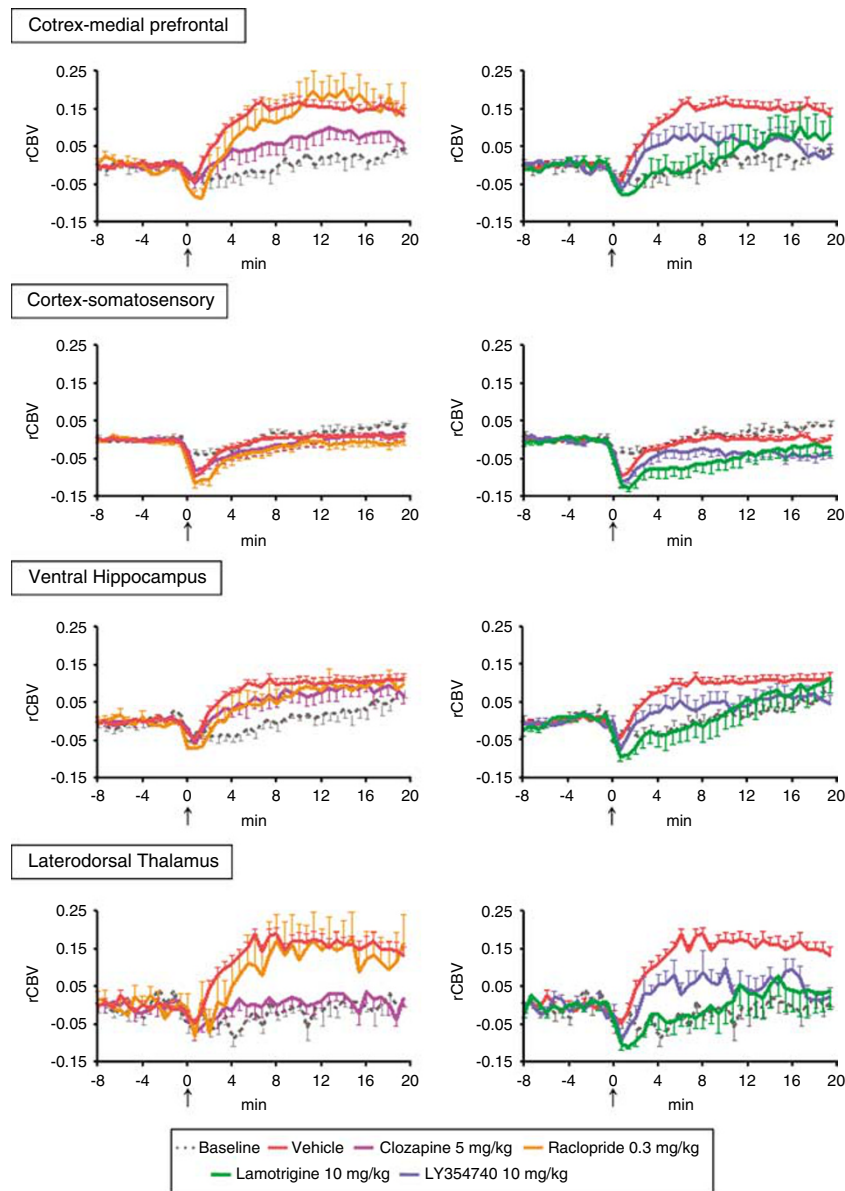 Cotrex-medial prefrontal
0.25
0.15
0.05
-0.05
-0.15
rCBV
-8 -4 0 4 8 12 16 20
↑
min
0.25
0.15
0.05
-0.05
-0.15
rCBV
-8 -4 0 4 8 12 16 20
↑
min
Cortex-somatosensory
0.25
0.15
0.05
-0.05
-0.15
rCBV
-8 -4 0 4 8 12 16 20
↑
min
0.25
0.15
0.05
-0.05
-0.15
rCBV
-8 -4 0 4 8 12 16 20
↑
min
Ventral Hippocampus
0.25
0.15
0.05
-0.05
-0.15
rCBV
-8 -4 0 4 8 12 16 20
↑
min
0.25
0.15
0.05
-0.05
-0.15
rCBV
-8 -4 0 4 8 12 16 20
↑
min
Laterodorsal Thalamus
0.25
0.15
0.05
-0.05
-0.15
rCBV
-8 -4 0 4 8 12 16 20
↑
min
0.25
0.15
0.05
-0.05
-0.15
rCBV
-8 -4 0 4 8 12 16 20
↑
min
Baseline Vehicle Clozapine 5 mg/kg Raclopride 0.3 mg/kg
Lamotrigine 10 mg/kg LY354740 10 mg/kg